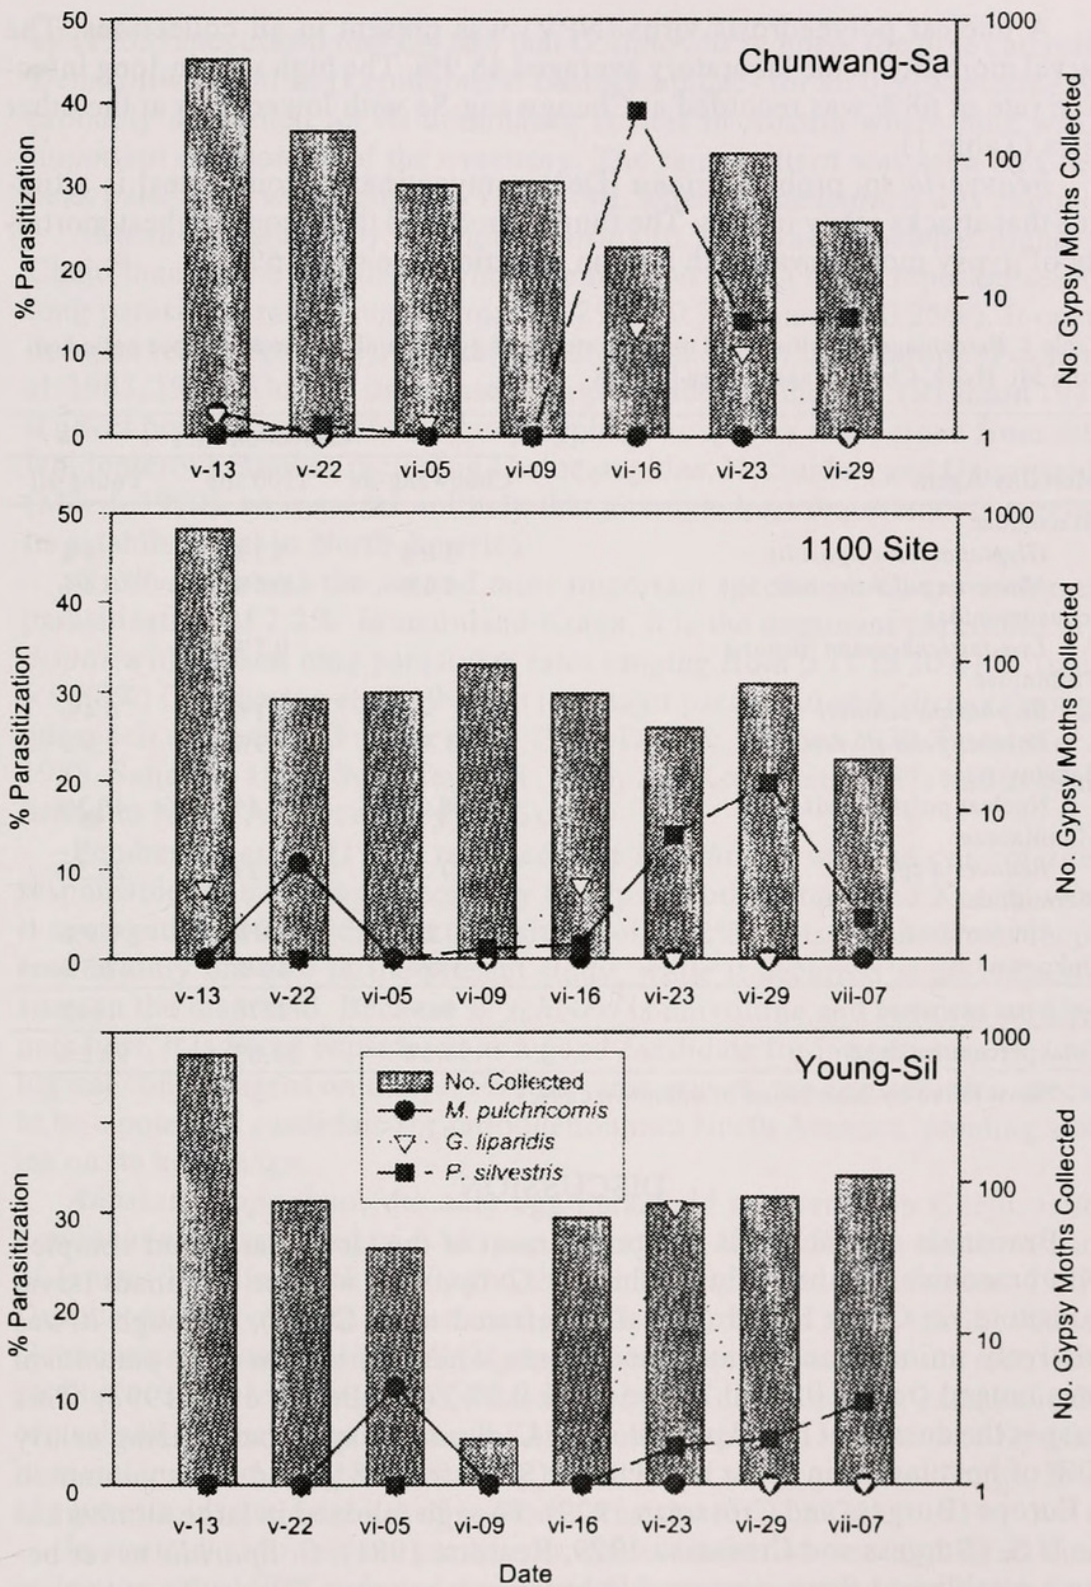 50
40
30
20
10
0
% Parasitization
Chunwang-Sa
1000
100
10
1
No. Gypsy Moths Collected
v-13 v-22 vi-05 vi-09 vi-16 vi-23 vi-29
50
40
30
20
10
0
% Parasitization
1100 Site
1000
100
10
1
No. Gypsy Moths Collected
v-13 v-22 vi-05 vi-09 vi-16 vi-23 vi-29 vii-07
30
20
10
0
% Parasitization
Young-Sil
No. Collected
M. pulchricornis
G. liparidis
P. silvestris
1000
100
10
1
No. Gypsy Moths Collected
v-13 v-22 vi-05 vi-09 vi-16 vi-23 vi-29 vii-07
Date